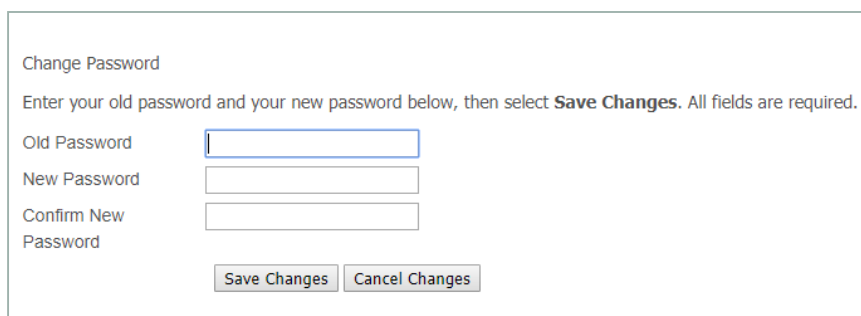 Change Password
Enter your old password and your new password below, then select Save Changes. All fields are required.
Old Password
New Password
Confirm New
Password
Save Changes Cancel Changes